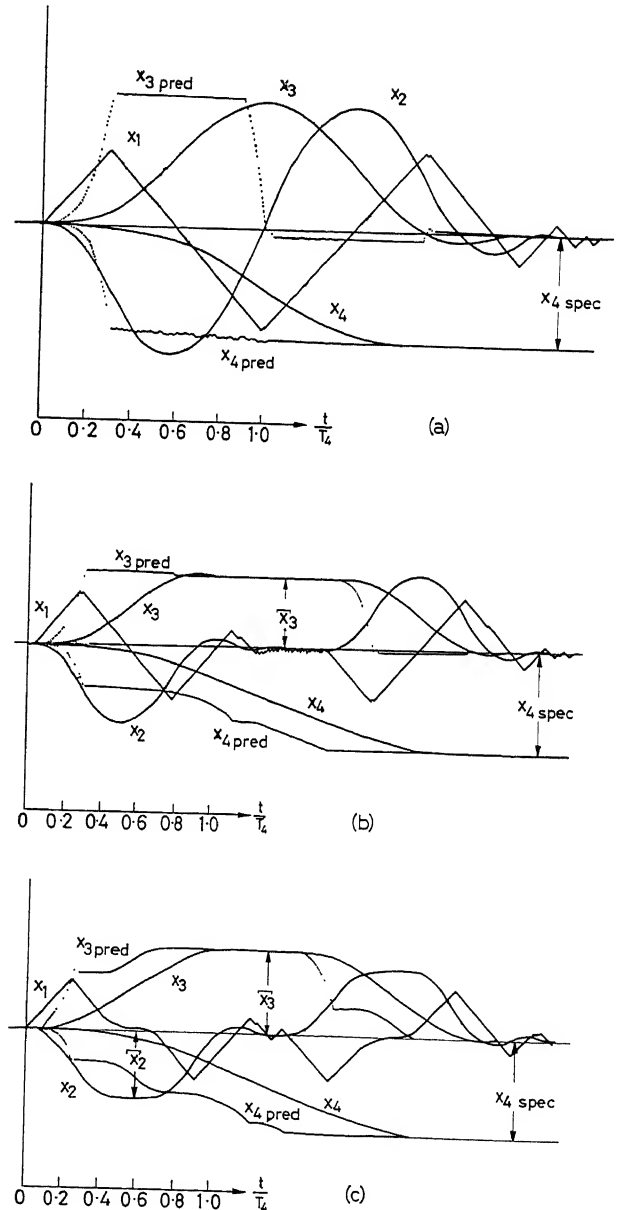 x₃ pred
x₃
x₂
x₁
x₄
x₄ spec
x₄ pred
0 0·2 0·4 0·6 0·8 1·0 t/T₄
(a)
x₃ pred
x₁
x₃
x̄₃
x₄
x₂
x₄ pred
x₄ spec
0 0·2 0·4 0·6 0·8 1·0 t/T₄
(b)
x₃ pred
x₁
x₃
x̄₃
x̄₂
x₂
x₄
x₄ pred
x₄ spec
0 0·2 0·4 0·6 0·8 1·0 t/T₄
(c)